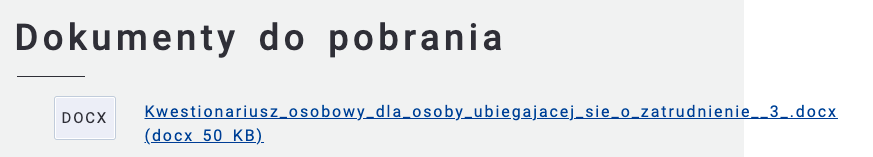 Dokumenty do pobrania
DOCX
Kwestionariusz_osobowy_dla_osoby_ubiegajacej_sie_o_zatrudnienie__3_.docx
(docx 50 KB)